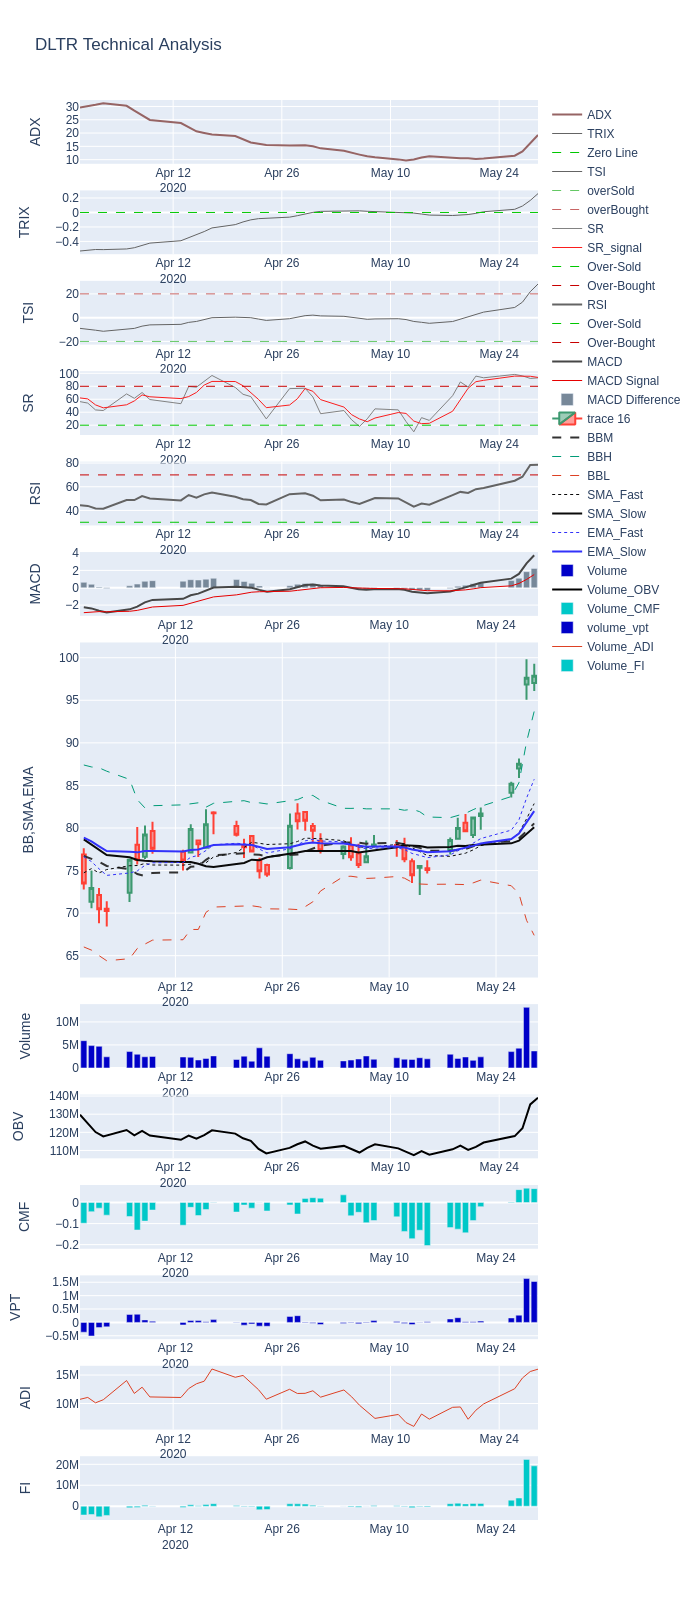 DLTR Technical Analysis
ADX
30
25
20
15
10
Apr 12
2020
Apr 26
May 10
May 24
TRIX
0.2
0
−0.2
−0.4
Apr 12
2020
Apr 26
May 10
May 24
TSI
20
0
−20
Apr 12
2020
Apr 26
May 10
May 24
SR
100
80
60
40
20
Apr 12
2020
Apr 26
May 10
May 24
RSI
80
60
40
Apr 12
2020
Apr 26
May 10
May 24
MACD
4
2
0
−2
Apr 12
2020
Apr 26
May 10
May 24
BB,SMA,EMA
100
95
90
85
80
75
70
65
Apr 12
2020
Apr 26
May 10
May 24
Volume
10M
5M
0
Apr 12
2020
Apr 26
May 10
May 24
OBV
140M
130M
120M
110M
Apr 12
2020
Apr 26
May 10
May 24
CMF
0
−0.1
−0.2
Apr 12
2020
Apr 26
May 10
May 24
VPT
1.5M
1M
0.5M
0
−0.5M
Apr 12
2020
Apr 26
May 10
May 24
ADI
15M
10M
Apr 12
2020
Apr 26
May 10
May 24
FI
20M
10M
0
Apr 12
2020
Apr 26
May 10
May 24
ADX
TRIX
Zero Line
TSI
overSold
overBought
SR
SR_signal
Over-Sold
Over-Bought
RSI
Over-Sold
Over-Bought
MACD
MACD Signal
MACD Difference
trace 16
BBM
BBH
BBL
SMA_Fast
SMA_Slow
EMA_Fast
EMA_Slow
Volume
Volume_OBV
Volume_CMF
volume_vpt
Volume_ADI
Volume_FI